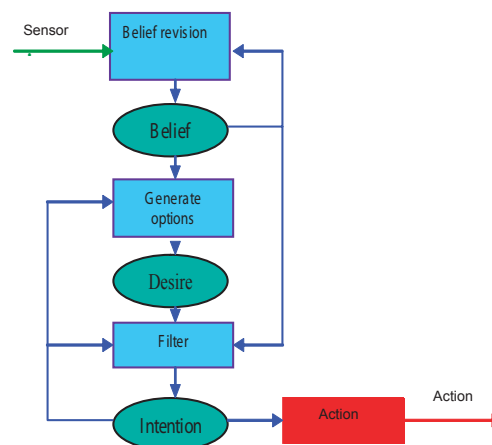 Sensor
Belief revision
Belief
Generate
options
Desire
Filter
Intention
Action
Action